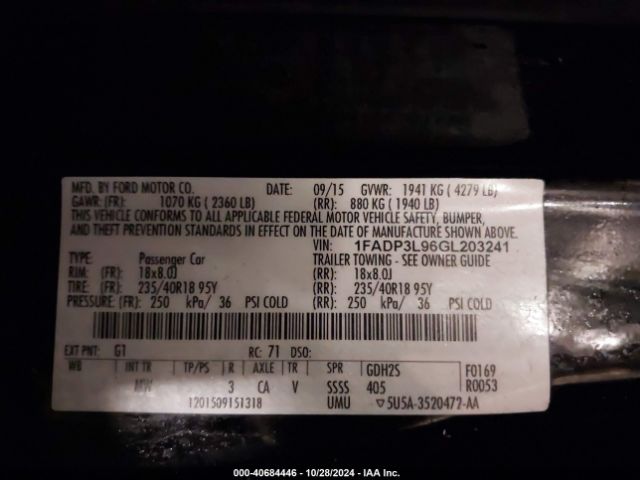 MFD. BY FORD MOTOR CO. DATE: 09/15 GVWR: 1941 KG ( 4279 LB)
GAWR: (FR): 1070 KG ( 2360 LB) (RR): 880 KG ( 1940 LB)
THIS VEHICLE CONFORMS TO ALL APPLICABLE FEDERAL MOTOR VEHICLE SAFETY, BUMPER,
AND THEFT PREVENTION STANDARDS IN EFFECT ON THE DATE OF MANUFACTURE SHOWN ABOVE.
VIN: 1FADP3L96GL203241
TYPE: Passenger Car TRAILER TOWING - SEE OWNER GUIDE
RIM: (FR): 18x8.0J (RR): 18x8.0J
TIRE: (FR): 235/40R18 95Y (RR): 235/40R18 95Y
PRESSURE: (FR): 250 kPa/ 36 PSI COLD (RR): 250 kPa/ 36 PSI COLD
EXT PNT: G1 RC: 71 DSO:
WB INT TR TP/PS R AXLE TR SPR GDH2S F0169
MW 3 CA V SSSS 405 R0053
1201509151318 UMU ▽5U5A-3520472-AA
000-40684446 - 10/28/2024 - IAA Inc.